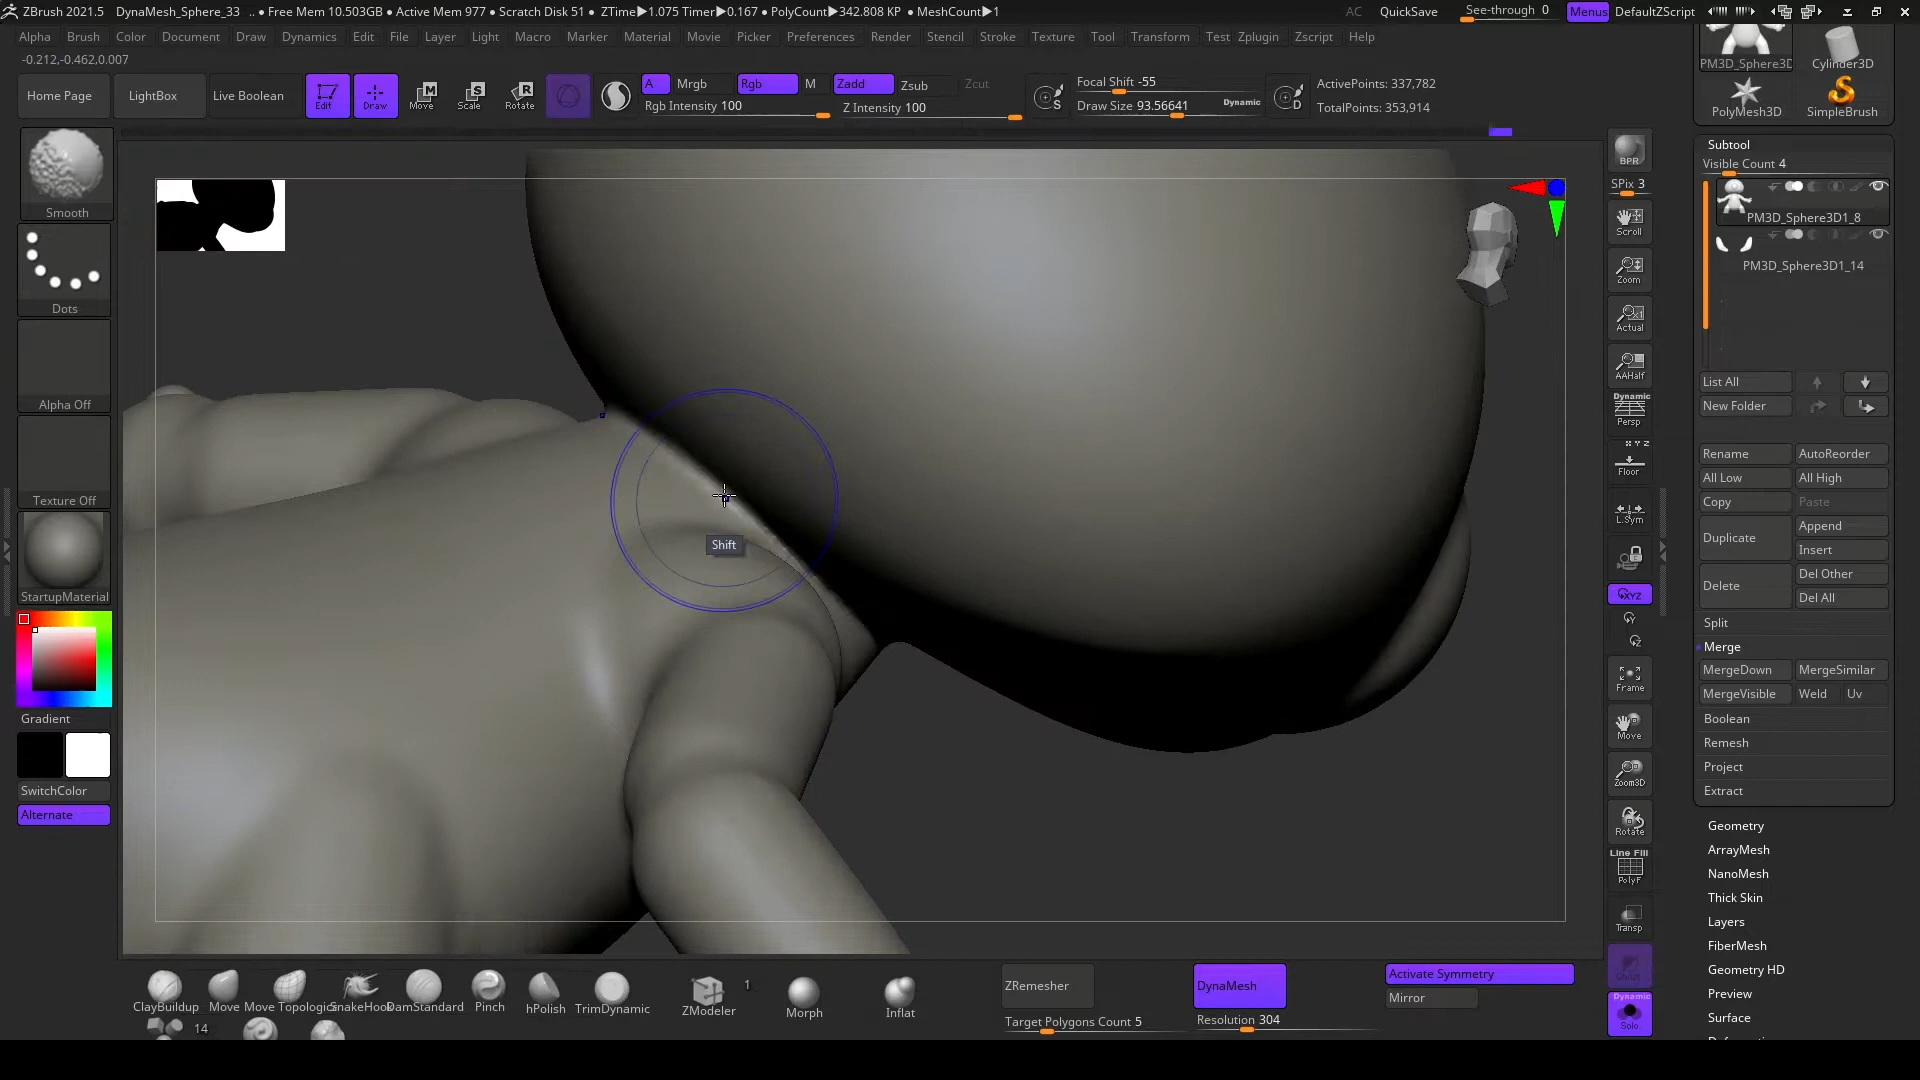 ZBrush 2021.5 DynaMesh_Sphere_33 .. ● Free Mem 10.503GB ● Active Mem 977 ● Scratch Disk 51 ● ZTime▶1.075 Timer▶0.167 ● PolyCount▶342.808 KP ● MeshCount▶1 AC QuickSave See-through 0 Menus DefaultZScript
Alpha Brush Color Document Draw Dynamics Edit File Layer Light Macro Marker Material Movie Picker Preferences Render Stencil Stroke Texture Tool Transform Test Zplugin Zscript Help
-0.212,-0.462,0.007
Home Page LightBox Live Boolean Edit Draw Move Scale Rotate
A Mrgb Rgb M Zadd Zsub Zcut
Rgb Intensity 100 Z Intensity 100
S Focal Shift -55
Draw Size 93.56641 Dynamic D
ActivePoints: 337,782
TotalPoints: 353,914
PM3D_Sphere3D Cylinder3D
PolyMesh3D SimpleBrush
Smooth
Dots
Alpha Off
Texture Off
StartupMaterial
Gradient
SwitchColor
Alternate
Shift
BPR
SPix 3
Scroll
Zoom
Actual
AAHalf
Dynamic
Persp
X Y Z
Floor
L.Sym
XYZ
Y
Z
Frame
Move
Zoom3D
Rotate
Line Fill
PolyF
Transp
Dynamic
Solo
Subtool
Visible Count 4
PM3D_Sphere3D1_8
PM3D_Sphere3D1_14
List All
New Folder
Rename AutoReorder
All Low All High
Copy Paste
Duplicate Append
Insert
Delete Del Other
Del All
Split
Merge
MergeDown MergeSimilar
MergeVisible Weld Uv
Boolean
Remesh
Project
Extract
Geometry
ArrayMesh
NanoMesh
Thick Skin
Layers
FiberMesh
Geometry HD
Preview
Surface
ClayBuildup Move Move Topologic SnakeHook DamStandard Pinch hPolish TrimDynamic ZModeler 1 Morph Inflat
14
ZRemesher
Target Polygons Count 5
DynaMesh
Resolution 304
Activate Symmetry
Mirror